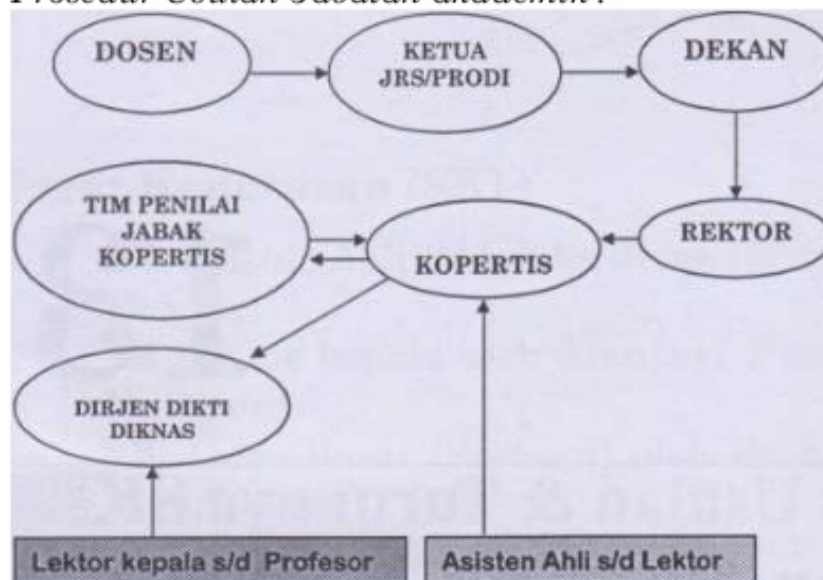 DOSEN
KETUA
JRS/PRODI
DEKAN
TIM PENILAI
JABAK
KOPERTIS
KOPERTIS
REKTOR
DIRJEN DIKTI
DIKNAS
Lektor kepala s/d Profesor
Asisten Ahli s/d Lektor